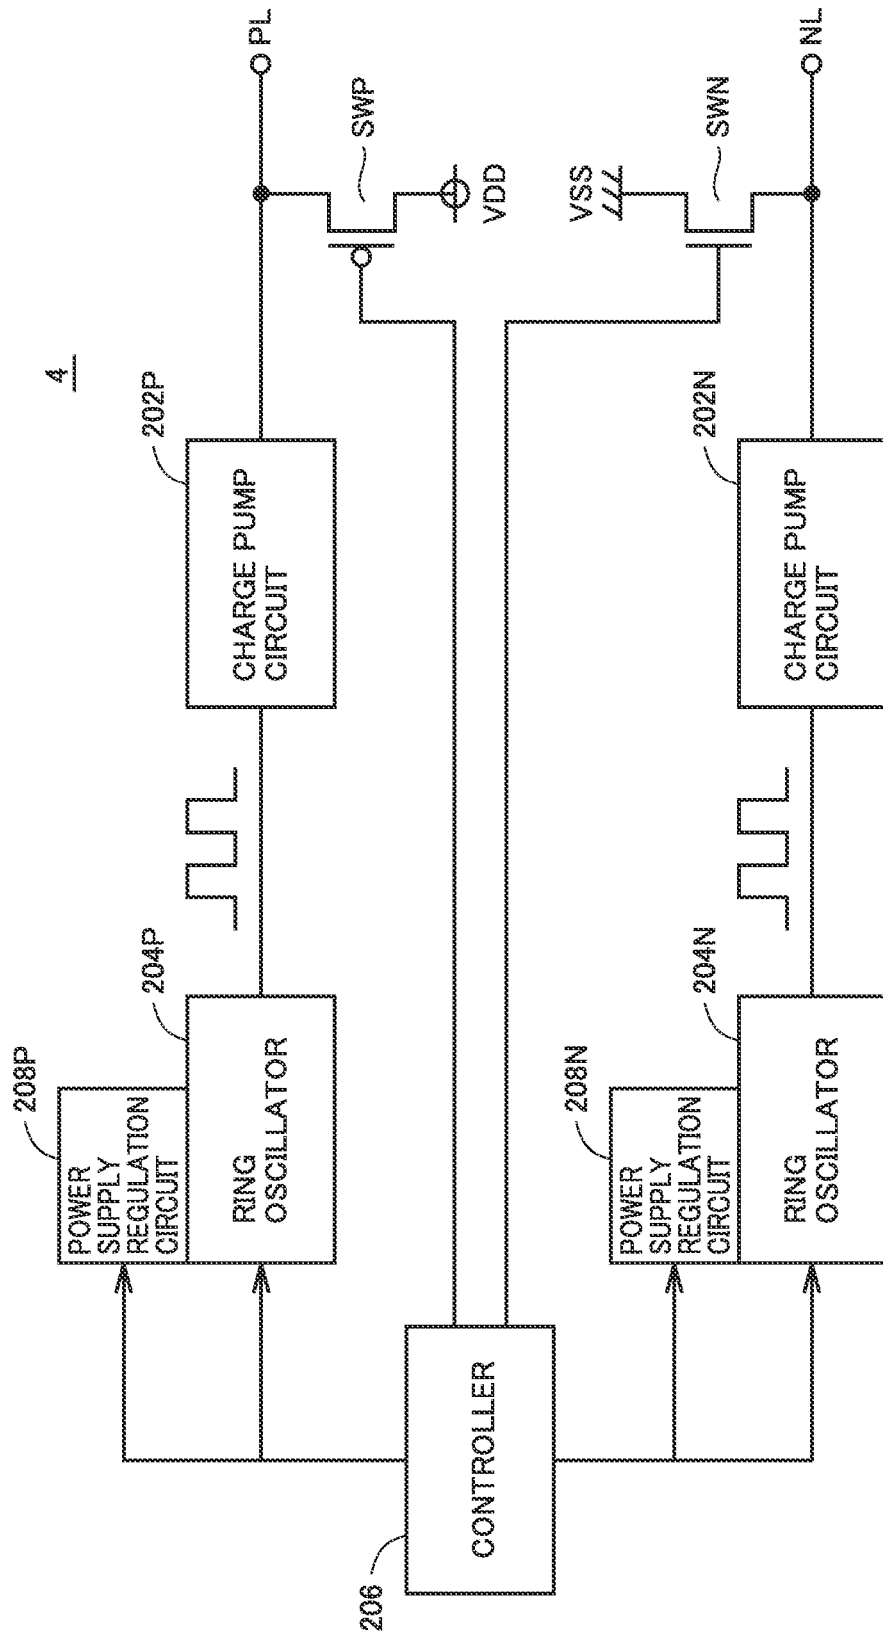 4
208P
POWER
SUPPLY
REGULATION
CIRCUIT
204P
RING
OSCILLATOR
202P
CHARGE PUMP
CIRCUIT
PL
SWP
VDD
206
CONTROLLER
VSS
SWN
208N
POWER
SUPPLY
REGULATION
CIRCUIT
204N
RING
OSCILLATOR
202N
CHARGE PUMP
CIRCUIT
NL